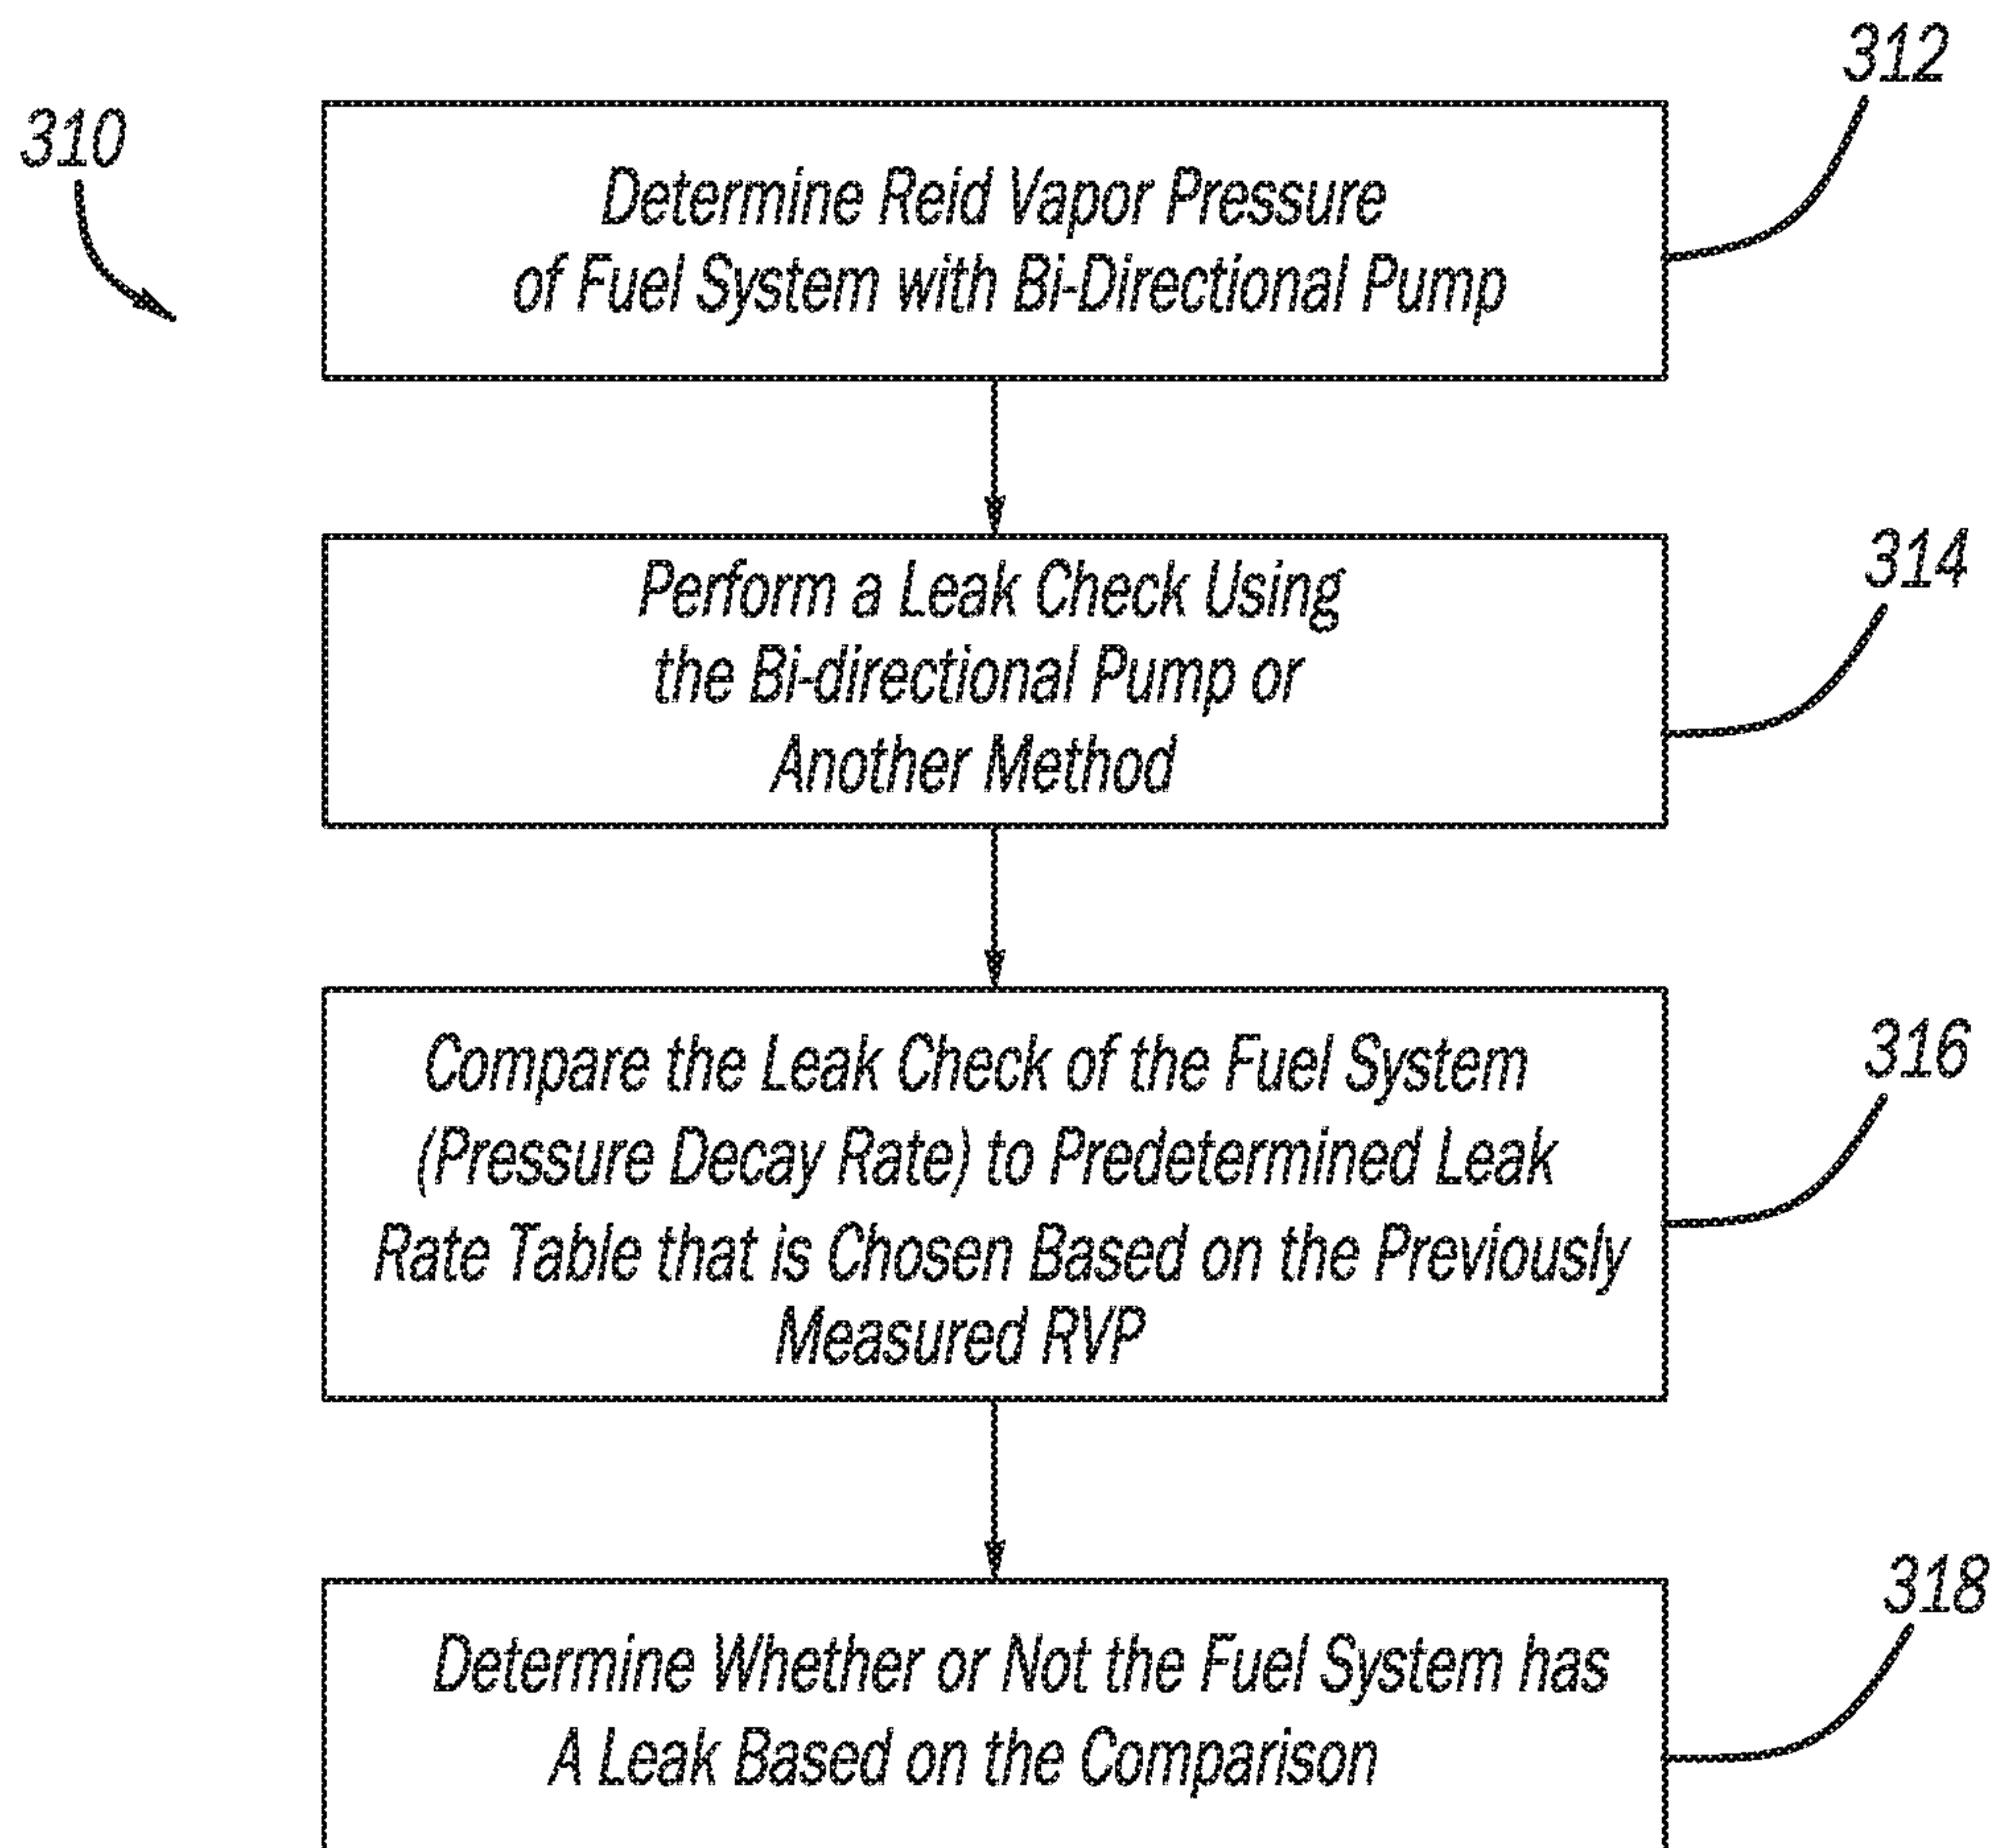 312
310
Determine Reid Vapor Pressure
of Fuel System with Bi-Directional Pump
314
Perform a Leak Check Using
the Bi-directional Pump or
Another Method
316
Compare the Leak Check of the Fuel System
(Pressure Decay Rate) to Predetermined Leak
Rate Table that is Chosen Based on the Previously
Measured RVP
318
Determine Whether or Not the Fuel System has
A Leak Based on the Comparison